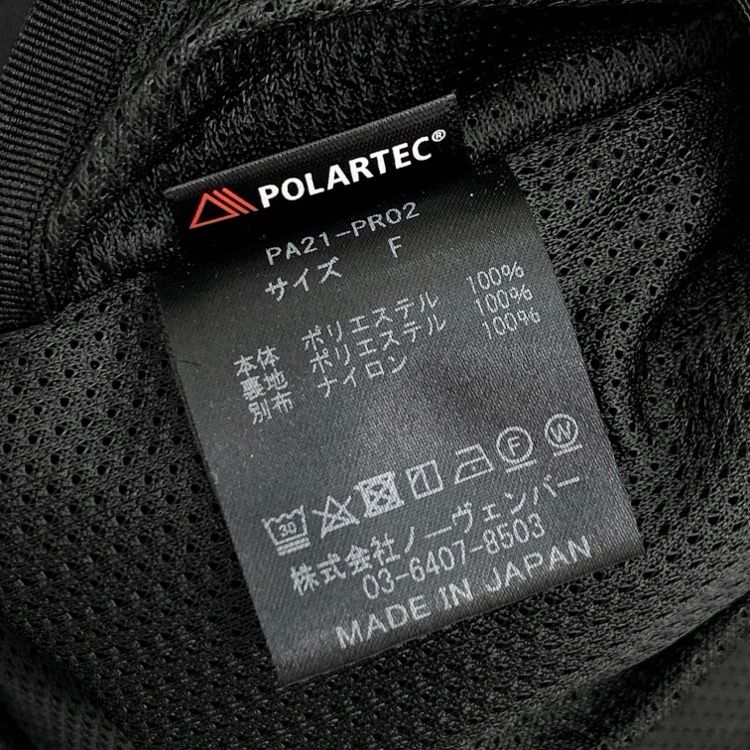 POLARTEC®
PA21-PR02
サイズ F
本体 ポリエステル 100%
裏地 ポリエステル 100%
別布 ナイロン 100%
30 F W
株式会社ノーヴェンバー
03-6407-8503
MADE IN JAPAN